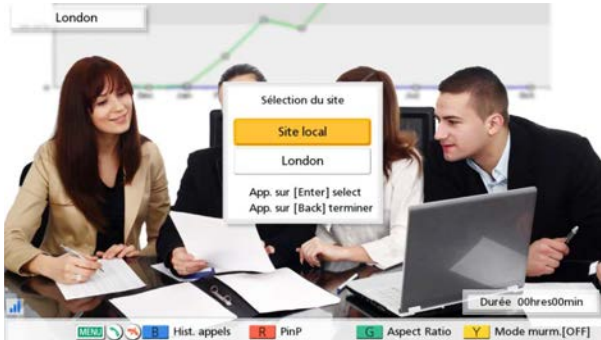 London
Sélection du site
Site local
London
App. sur [Enter] select
App. sur [Back] terminer
Durée 00hres00min
MENU B Hist. appels R PinP G Aspect Ratio Y Mode murm.[OFF]